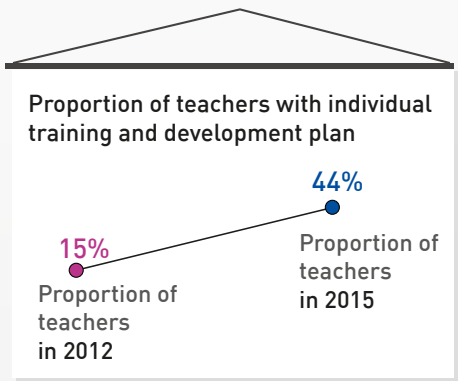 Proportion of teachers with individual
training and development plan
44%
15%
Proportion of
teachers
in 2015
Proportion of
teachers
in 2012